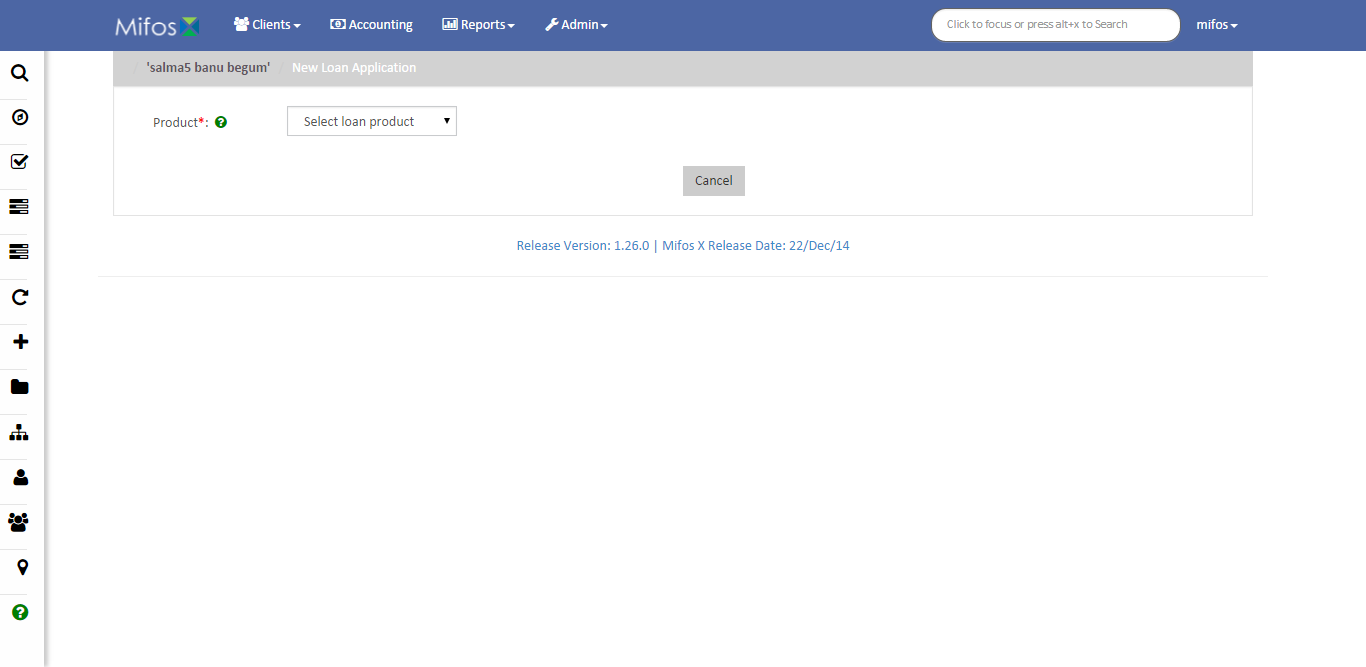 Mifos Clients Accounting Reports Admin Click to focus or press alt+x to Search mifos
/ 'salma5 banu begum' / New Loan Application
Product*: ? Select loan product
Cancel
Release Version: 1.26.0 | Mifos X Release Date: 22/Dec/14
?